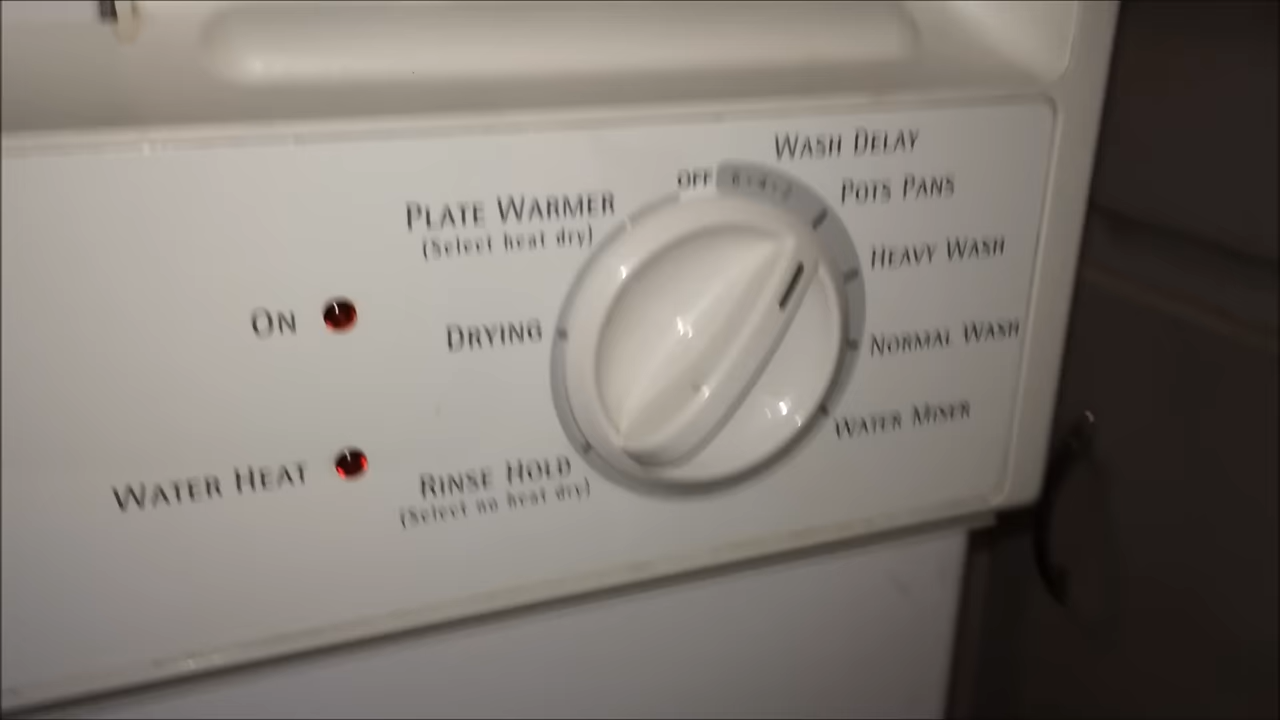 WASH DELAY
OFF
POTS PANS
PLATE WARMER
(Select heat dry)
HEAVY WASH
ON
DRYING
NORMAL WASH
WATER MISER
WATER HEAT
RINSE HOLD
(Select no heat dry)